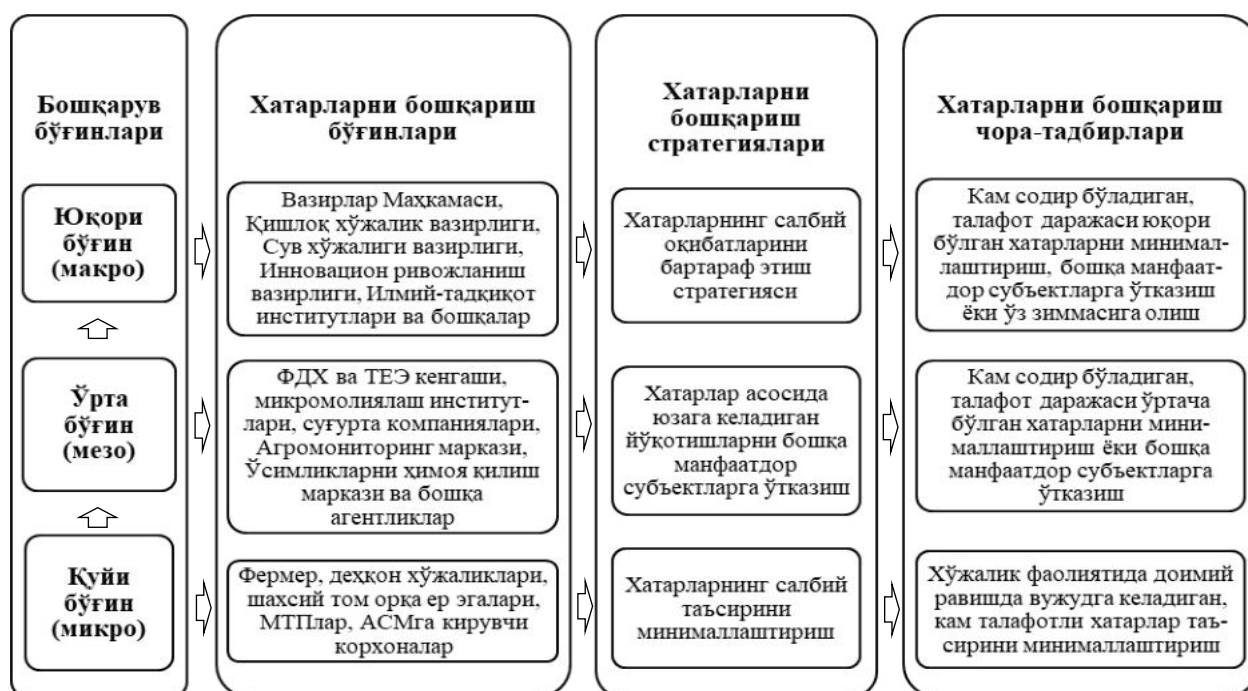 Бошқарув
бўғинлари
Хатарларни бошқариш
бўғинлари
Хатарларни
бошқариш
стратегиялари
Хатарларни бошқариш
чора-тадбирлари
Юқори
бўғин
(макро)
Вазирлар Маҳкамаси,
Қишлоқ хўжалик вазирлиги,
Сув хўжалиги вазирлиги,
Инновацион ривожланиш
вазирлиги, Илмий-тадқиқот
институтлари ва бошқалар
Хатарларнинг салбий
оқибатларини
бартараф этиш
стратегияси
Кам содир бўладиган,
талафот даражаси юқори
бўлган хатарларни минимал-
лаштириш, бошқа манфаат-
дор субъектларга ўтказиш
ёки ўз зиммасига олиш
Ўрта
бўғин
(мезо)
ФДХ ва ТЕЭ кенгаши,
микромолиялаш институт-
лари, суғурта компаниялари,
Агромониторинг маркази,
Ўсимликларни ҳимоя қилиш
маркази ва бошқа
агентликлар
Хатарлар асосида
юзага келадиган
йўқотишларни бошқа
манфаатдор
субъектларга ўтказиш
Кам содир бўладиган,
талафот даражаси ўртача
бўлган хатарларни мини-
маллаштириш ёки бошқа
манфаатдор субъектларга
ўтказиш
Қуйи
бўғин
(микро)
Фермер, деҳқон хўжаликлари,
шахсий том орқа ер эгалари,
МТПлар, АСМга кирувчи
корхоналар
Хатарларнинг салбий
таъсирини
минималлаштириш
Хўжалик фаолиятида доимий
равишда вужудга келадиган,
кам талафотли хатарлар таъ-
сирини минималлаштириш